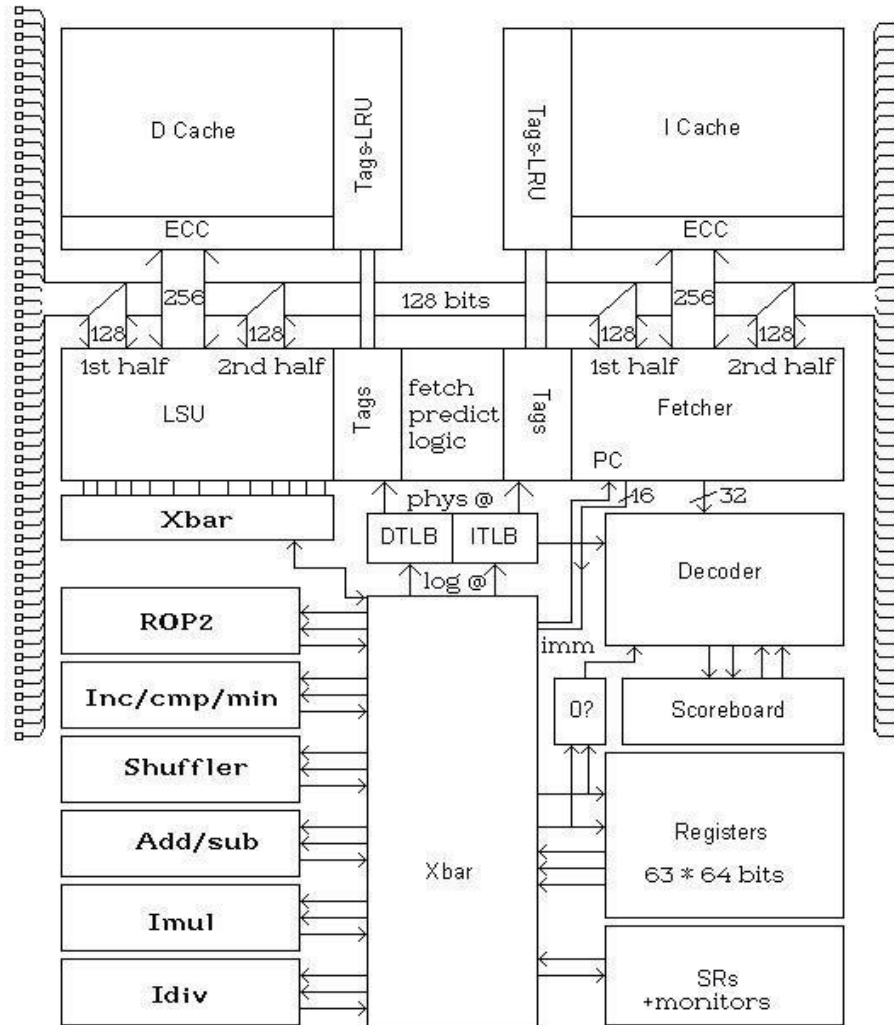 D Cache
Tags-LRU
Tags-LRU
I Cache
ECC
ECC
256
128 bits
256
128
128
128
128
1st half
2nd half
1st half
2nd half
LSU
Tags
fetch
predict
logic
Tags
Fetcher
PC
phys @
16
32
Xbar
DTLB
ITLB
Decoder
log @
ROP2
imm
Inc/cmp/min
0?
Scoreboard
Shuffler
Add/sub
Registers
63 * 64 bits
Xbar
Imul
Idiv
SRs
+monitors